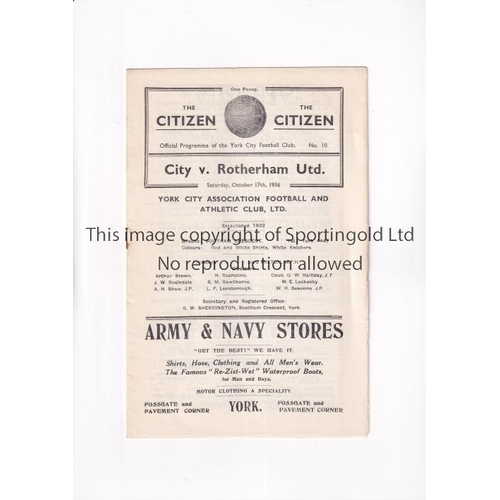 One Penny.
THE THE
CITIZEN CITIZEN
Official Programme of the York City Football Club. No. 10
City v. Rotherham Utd.
Saturday, October 17th, 1936
YORK CITY ASSOCIATION FOOTBALL AND
ATHLETIC CLUB, LTD.
Established 1922
This image copyright of Sportingold Ltd
Colours: Red and White Shirts, White Knickers.
No reproduction allowed
Arthur Brown. H. Rusholme. Coun. G. W. Halliday, J.P
J. W. Rosindale. S. M. Gawthorne. W. E. Lockenby.
A. H. Shaw J.P. L. F. Lonsborough. W. H. Sessions J.P.
Secretary and Registered Office:
G. W SHERRINGTON, Bootham Crescent, York.
ARMY & NAVY STORES
"GET THE BEST!" WE HAVE IT.
Shirts, Hose, Clothing and All Men's Wear.
The Famous "Re-Zist-Wet" Waterproof Boots,
for Men and Boys.
MOTOR CLOTHING A SPECIALITY
FOSSGATE and FOSSGATE and
PAVEMENT CORNER YORK. PAVEMENT CORNER